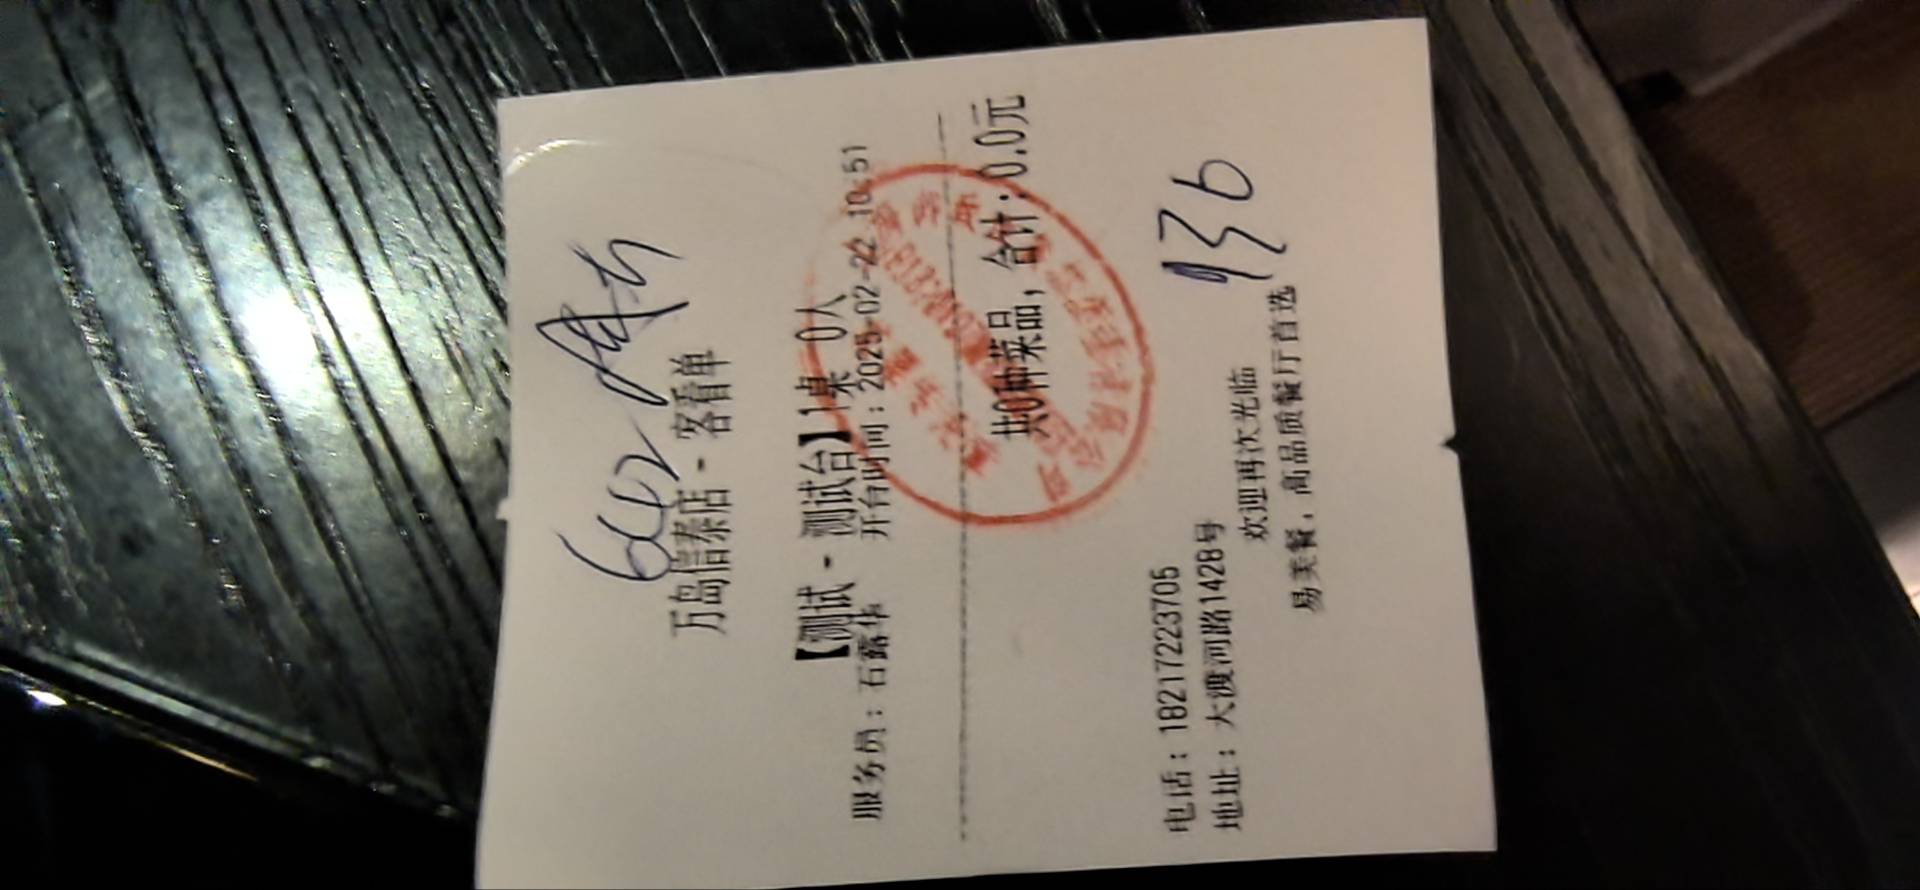 万岛信泰店 - 客看单
【测试 - 测试台】1桌 0人
服务员：石露华 开台时间：2025-02-22 10:51
共0种菜品，合计：0.0元
936
电话：18217223705
地址：大渡河路1428号
欢迎再次光临
易美餐，高品质餐厅首选